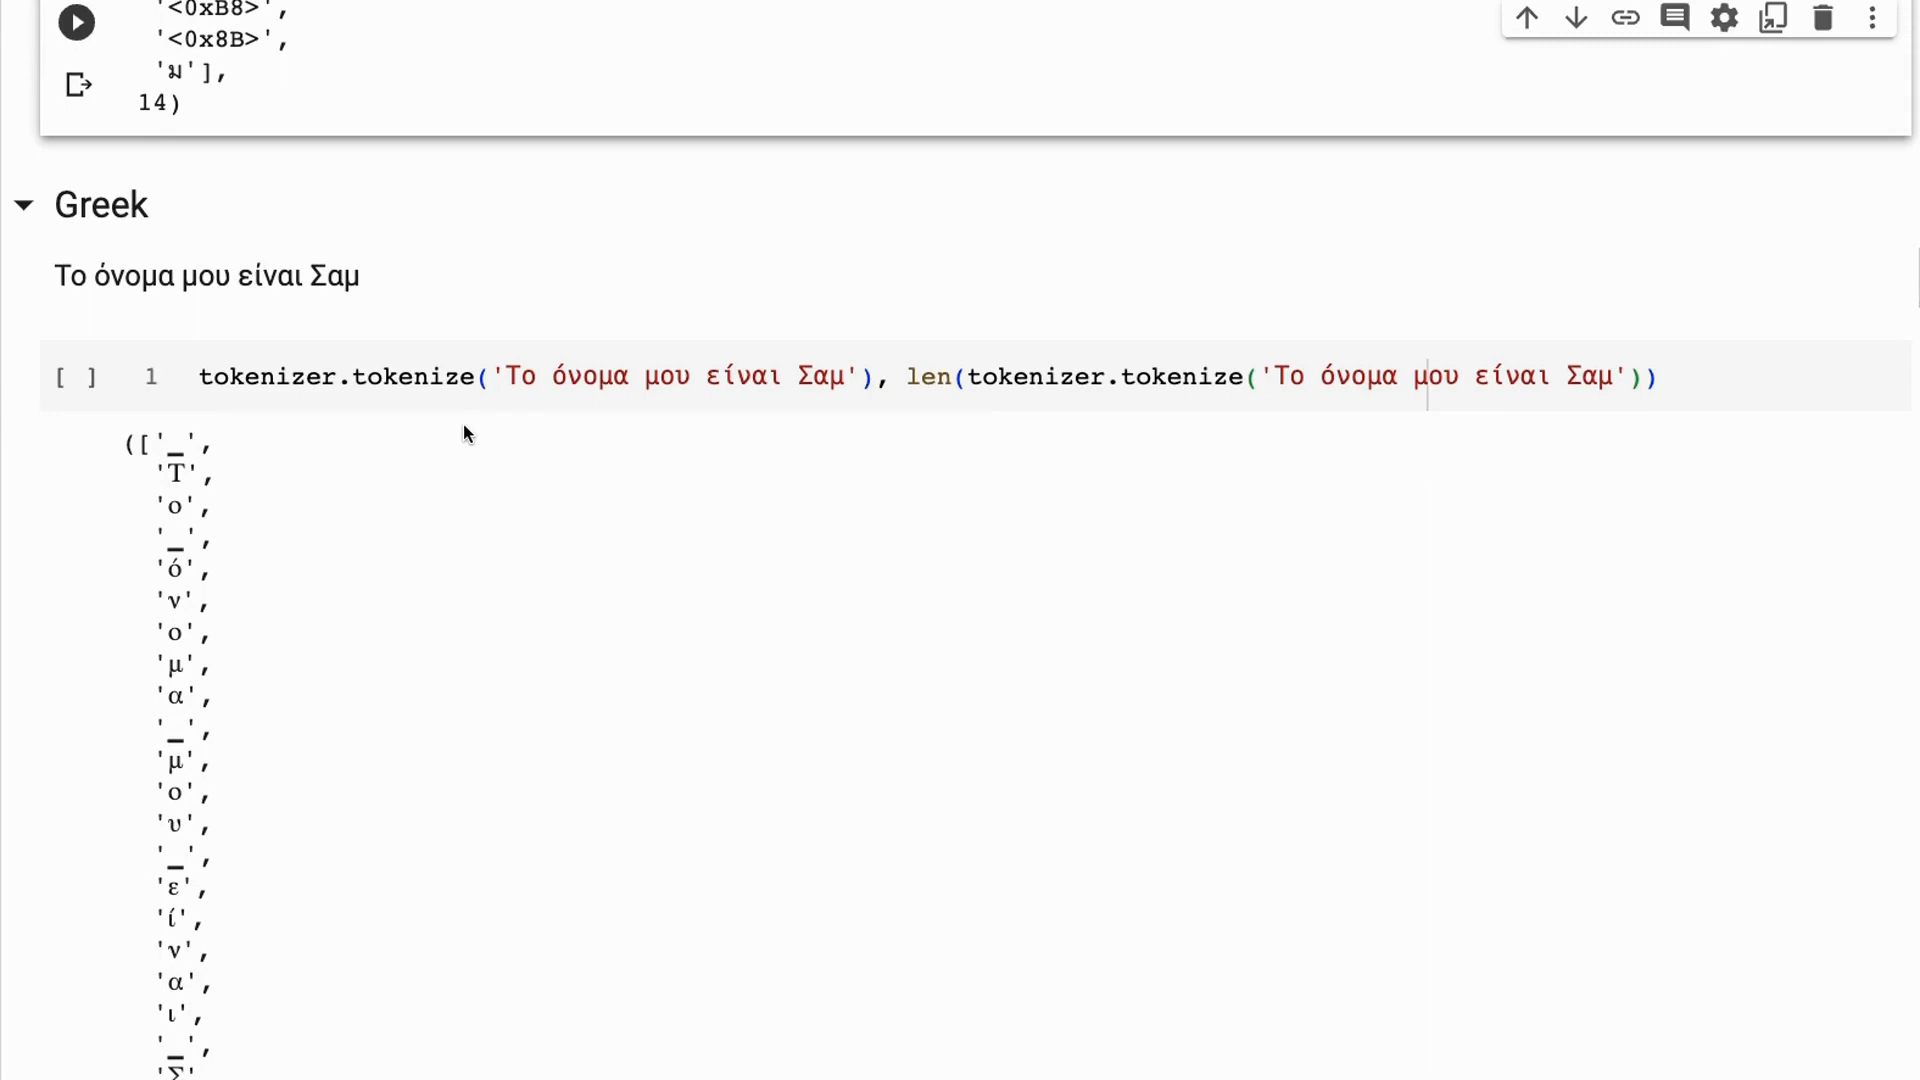 '<0xB8>',
'<0x8B>',
'ม'],
14)
Greek
Το όνομα μου είναι Σαμ
[ ] 1 tokenizer.tokenize('Το όνομα μου είναι Σαμ'), len(tokenizer.tokenize('Το όνομα μου είναι Σαμ'))
(['▁',
'Τ',
'ο',
'▁',
'ό',
'ν',
'ο',
'μ',
'α',
'▁',
'μ',
'ο',
'υ',
'▁',
'ε',
'ί',
'ν',
'α',
'ι',
'▁',
'Σ'